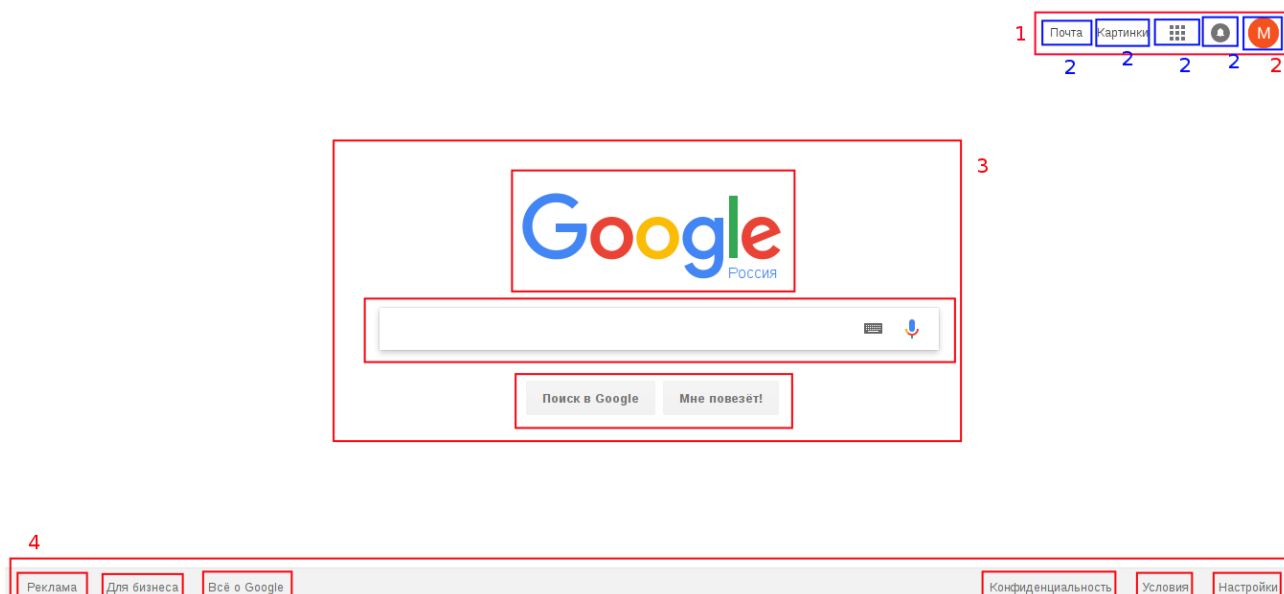 1 Почта Картинки М
2 2 2 2 2
3
Google
Россия
Поиск в Google Мне повезёт!
4
Реклама Для бизнеса Всё о Google Конфиденциальность Условия Настройки